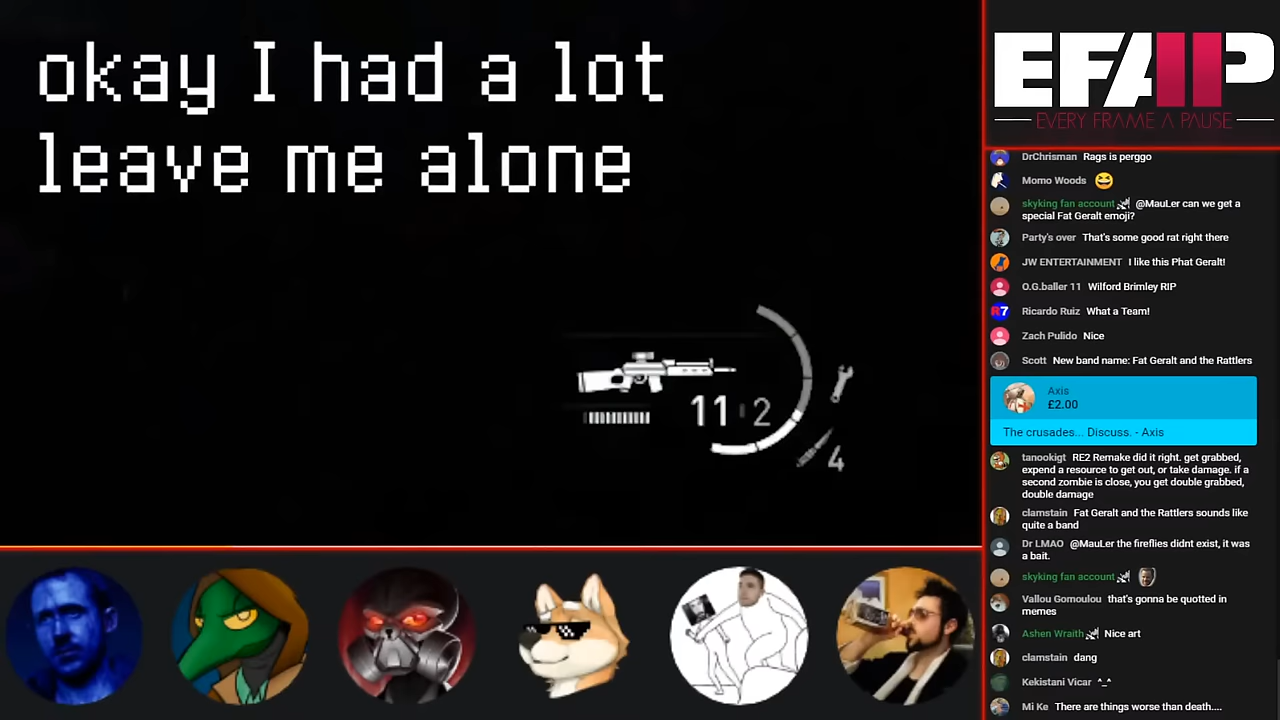 okay I had a lot
leave me alone
11 2
4
EFAP
EVERY FRAME A PAUSE
DrChrisman Rags is perggo
Momo Woods
skyking fan account @MauLer can we get a
special Fat Geralt emoji?
Party's over That's some good rat right there
JW ENTERTAINMENT I like this Phat Geralt!
O.G.baller 11 Wilford Brimley RIP
R7
Ricardo Ruiz What a Team!
Zach Pulido Nice
Scott New band name: Fat Geralt and the Rattlers
Axis
£2.00
The crusades... Discuss. - Axis
tanookigt RE2 Remake did it right. get grabbed,
expend a resource to get out, or take damage. if a
second zombie is close, you get double grabbed,
double damage
clamstain Fat Geralt and the Rattlers sounds like
quite a band
Dr LMAO @MauLer the fireflies didnt exist, it was
a bait.
skyking fan account
Vallou Gomoulou that's gonna be quotted in
memes
Ashen Wraith Nice art
clamstain dang
Kekistani Vicar ^_^
Mi Ke There are things worse than death....